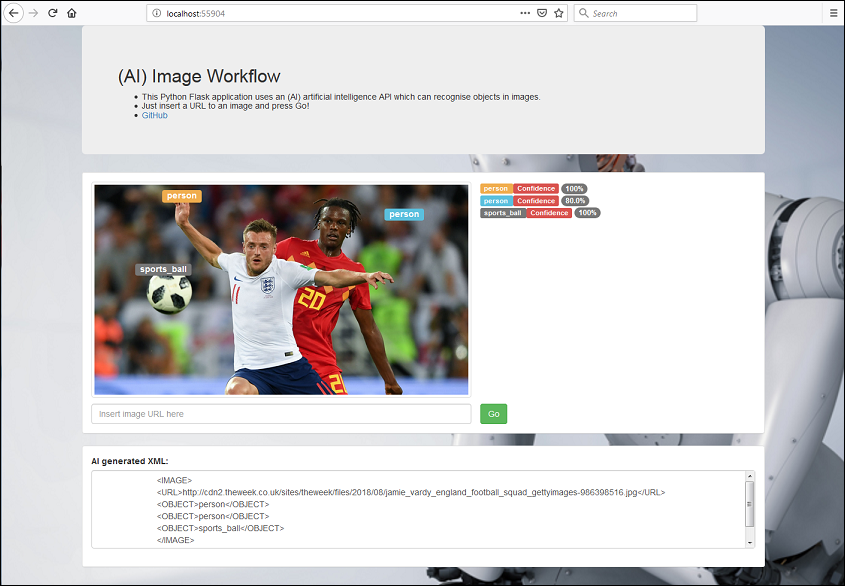 localhost:55904
Search
(AI) Image Workflow
This Python Flask application uses an (AI) artificial intelligence API which can recognise objects in images.
Just insert a URL to an image and press Go!
GitHub
person
person
sports_ball
11
20
2
person Confidence 100%
person Confidence 80.0%
sports_ball Confidence 100%
Insert image URL here
Go
AI generated XML:
<IMAGE>
<URL>http://cdn2.theweek.co.uk/sites/theweek/files/2018/08/jamie_vardy_england_football_squad_gettyimages-986398516.jpg</URL>
<OBJECT>person</OBJECT>
<OBJECT>person</OBJECT>
<OBJECT>sports_ball</OBJECT>
</IMAGE>